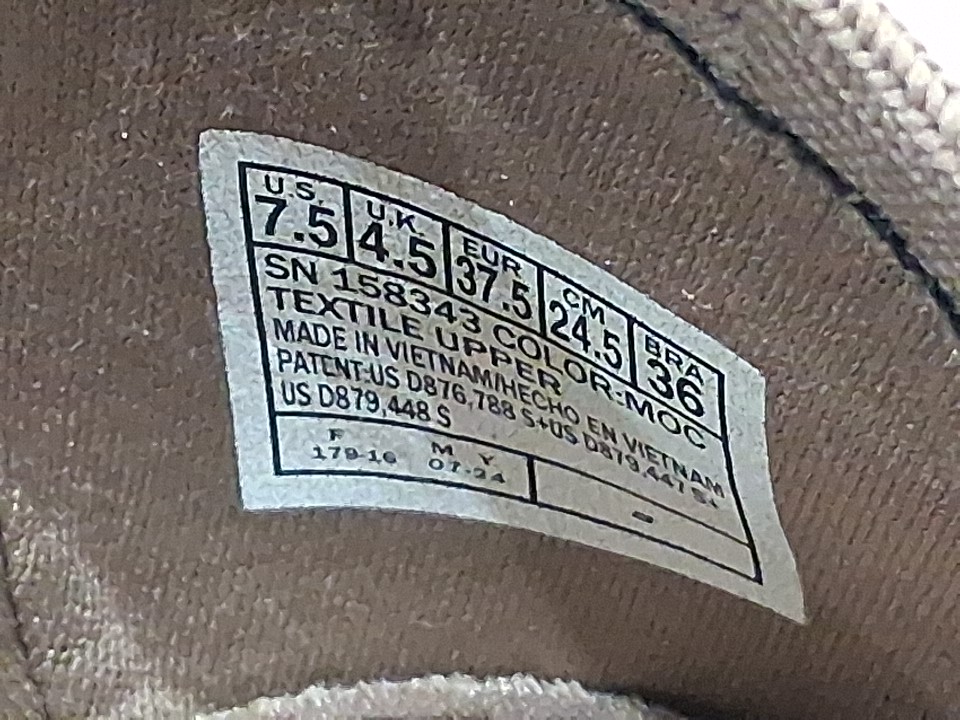 U.S. U.K. EUR CM BRA
7.5 4.5 37.5 24.5 36
SN 158343 COLOR:MOC
TEXTILE UPPER
MADE IN VIETNAM/HECHO EN VIETNAM
PATENT:US D876,788 S+US D879,447 S+
US D879,448 S
F M Y
179-16 07-24 -